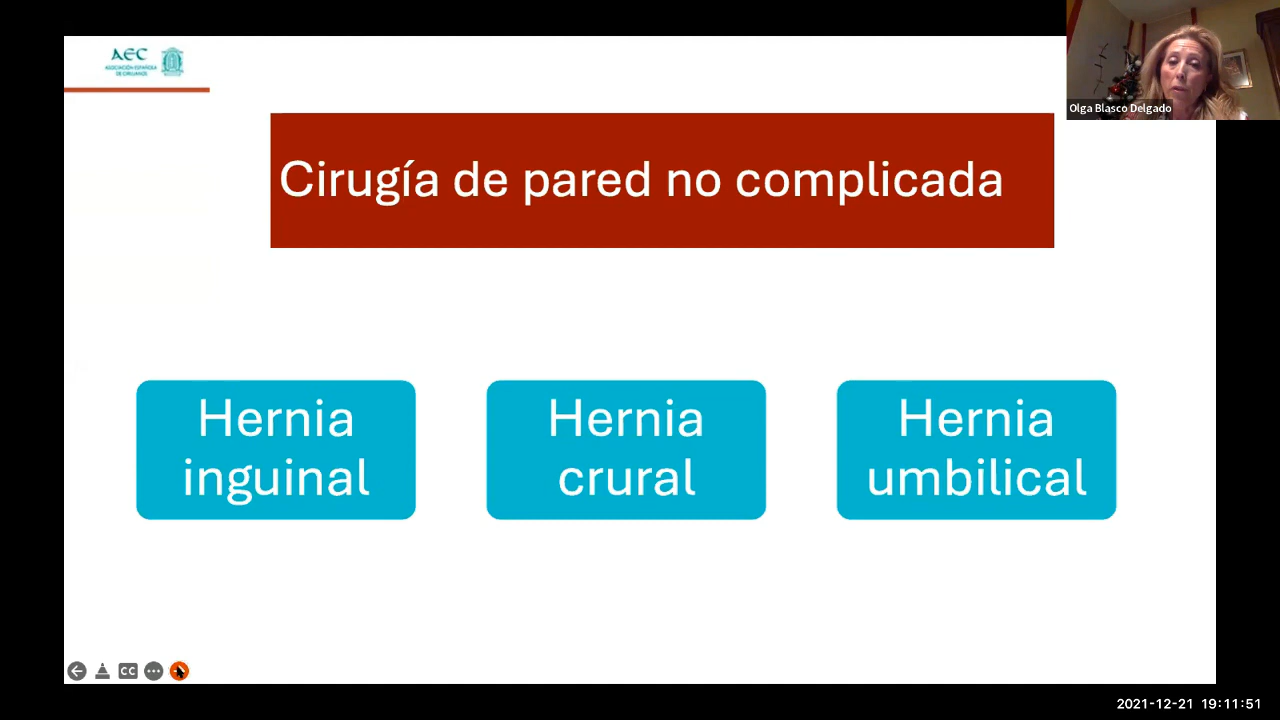 AEC
ASOCIACIÓN ESPAÑOLA
DE CIRUJANOS
Olga Blasco Delgado
Cirugía de pared no complicada
Hernia
inguinal
Hernia
crural
Hernia
umbilical
CC
2021-12-21 19:11:51